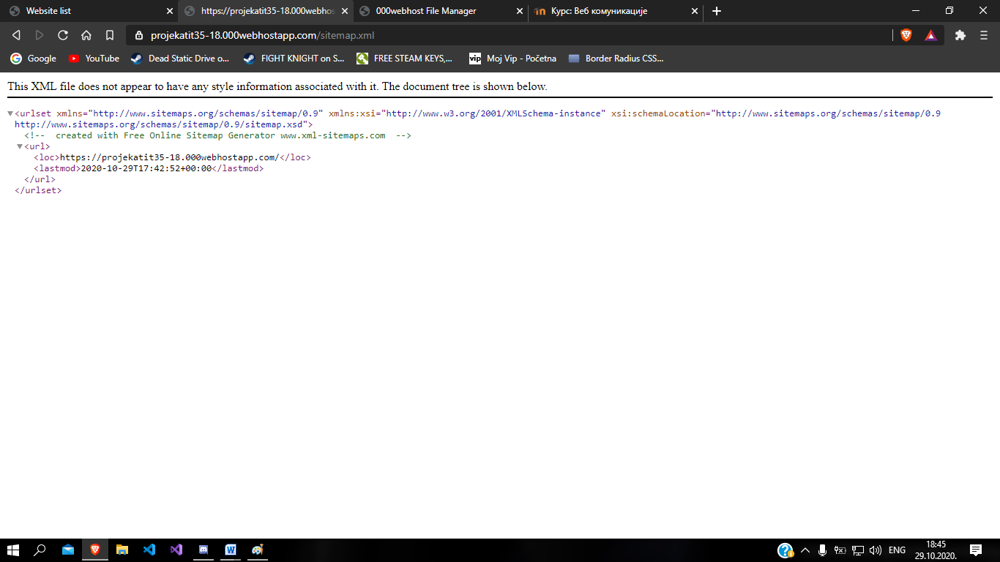 Website list
https://projekatit35-18.000webhos
000webhost File Manager
Курс: Веб комуникације
projekatit35-18.000webhostapp.com/sitemap.xml
Google
YouTube
Dead Static Drive o...
FIGHT KNIGHT on S...
FREE STEAM KEYS,...
vip
Moj Vip - Početna
Border Radius CSS...
This XML file does not appear to have any style information associated with it. The document tree is shown below.
<urlset xmlns="http://www.sitemaps.org/schemas/sitemap/0.9" xmlns:xsi="http://www.w3.org/2001/XMLSchema-instance" xsi:schemaLocation="http://www.sitemaps.org/schemas/sitemap/0.9
http://www.sitemaps.org/schemas/sitemap/0.9/sitemap.xsd">
<!-- created with Free Online Sitemap Generator www.xml-sitemaps.com -->
<url>
<loc>https://projekatit35-18.000webhostapp.com/</loc>
<lastmod>2020-10-29T17:42:52+00:00</lastmod>
</url>
</urlset>
ENG
18:45
29.10.2020.